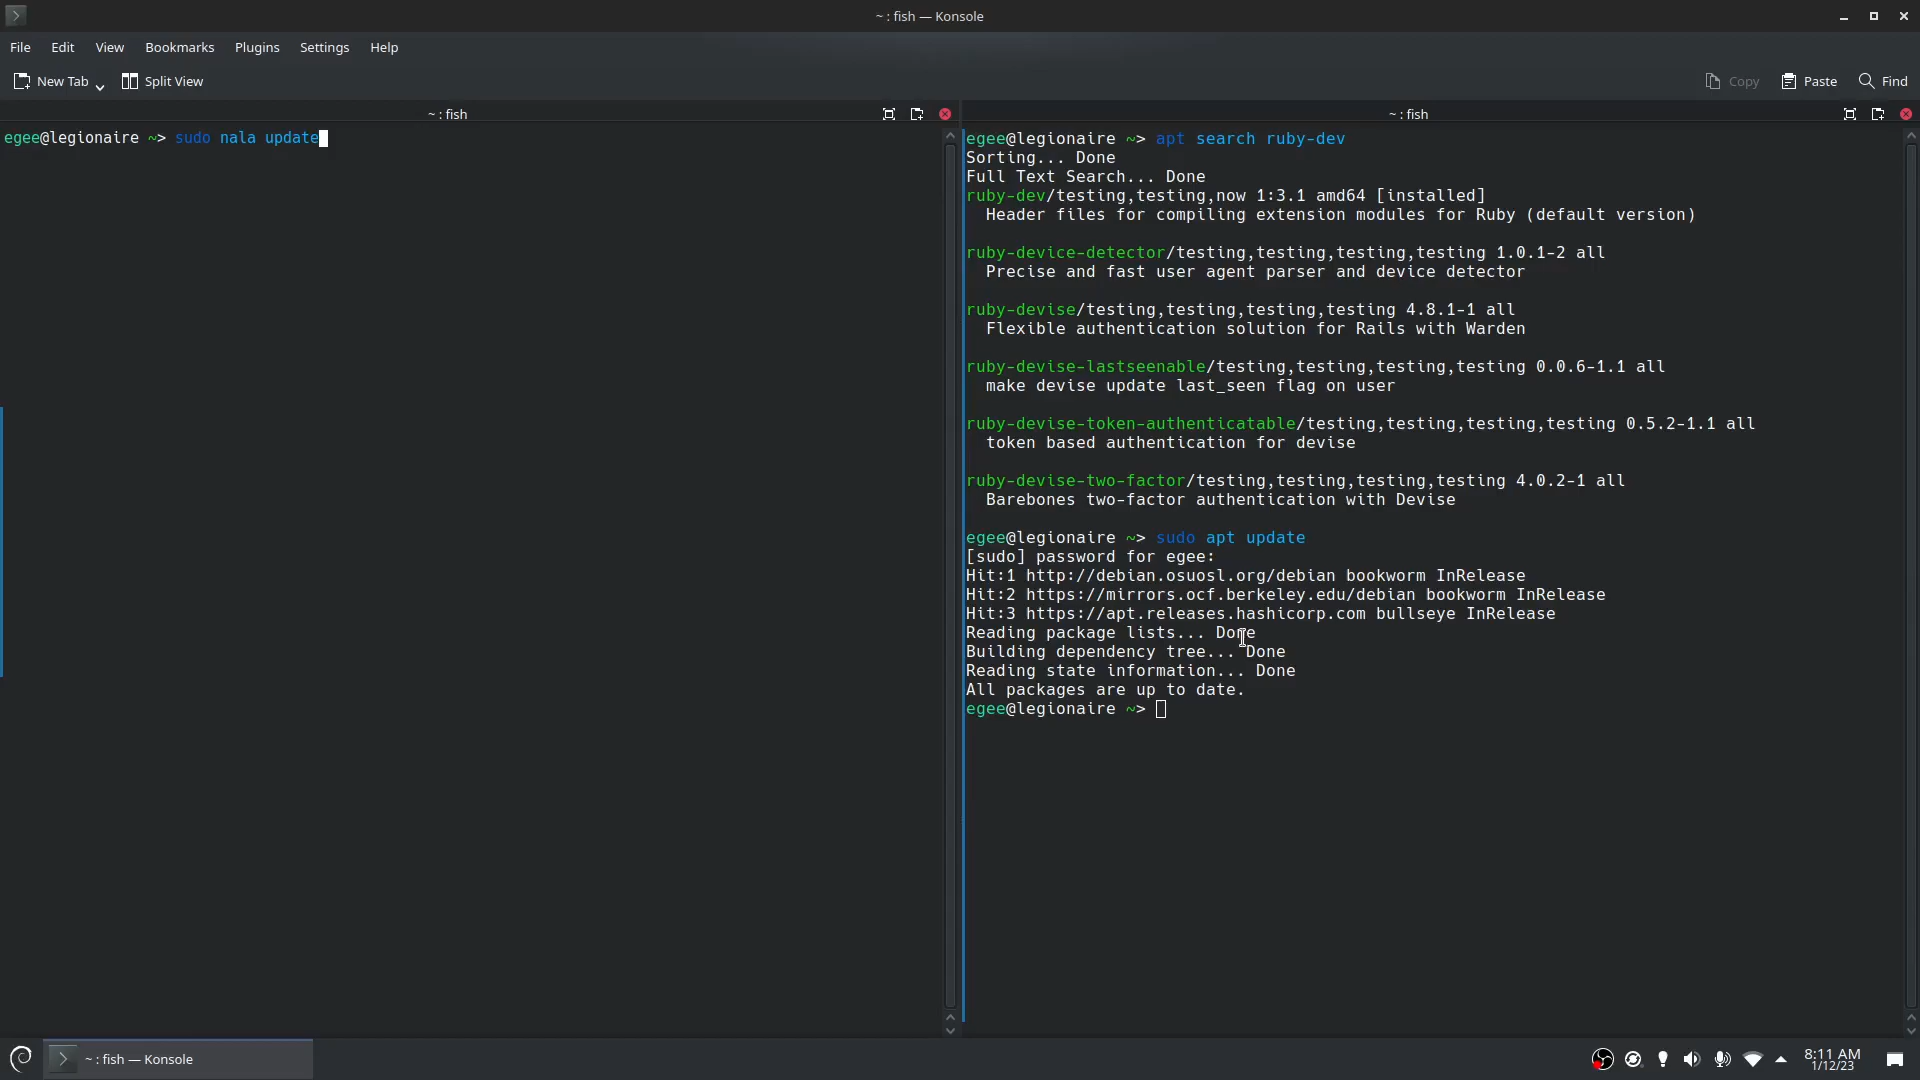 ~ : fish — Konsole
File Edit View Bookmarks Plugins Settings Help
New Tab Split View Copy Paste Find
~ : fish
egee@legionaire ~> sudo nala update
~ : fish
egee@legionaire ~> apt search ruby-dev
Sorting... Done
Full Text Search... Done
ruby-dev/testing,testing,now 1:3.1 amd64 [installed]
  Header files for compiling extension modules for Ruby (default version)

ruby-device-detector/testing,testing,testing,testing 1.0.1-2 all
  Precise and fast user agent parser and device detector

ruby-devise/testing,testing,testing,testing 4.8.1-1 all
  Flexible authentication solution for Rails with Warden

ruby-devise-lastseenable/testing,testing,testing,testing 0.0.6-1.1 all
  make devise update last_seen flag on user

ruby-devise-token-authenticatable/testing,testing,testing,testing 0.5.2-1.1 all
  token based authentication for devise

ruby-devise-two-factor/testing,testing,testing,testing 4.0.2-1 all
  Barebones two-factor authentication with Devise

egee@legionaire ~> sudo apt update
[sudo] password for egee:
Hit:1 http://debian.osuosl.org/debian bookworm InRelease
Hit:2 https://mirrors.ocf.berkeley.edu/debian bookworm InRelease
Hit:3 https://apt.releases.hashicorp.com bullseye InRelease
Reading package lists... Done
Building dependency tree... Done
Reading state information... Done
All packages are up to date.
egee@legionaire ~>
~ : fish — Konsole
8:11 AM
1/12/23